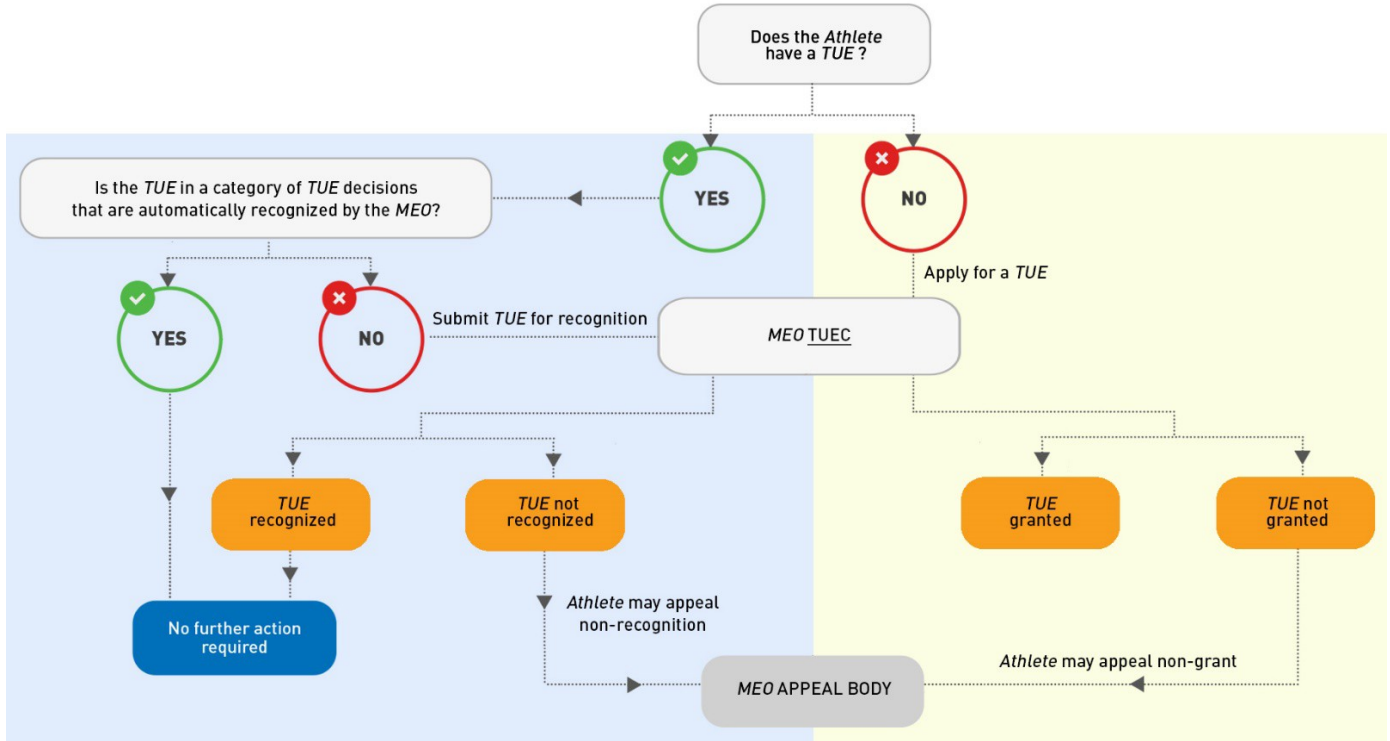 Does the Athlete
have a TUE ?
YES
NO
Is the TUE in a category of TUE decisions
that are automatically recognized by the MEO?
Apply for a TUE
YES
NO
Submit TUE for recognition
MEO TUEC
TUE
recognized
TUE not
recognized
TUE
granted
TUE not
granted
No further action
required
Athlete may appeal
non-recognition
Athlete may appeal non-grant
MEO APPEAL BODY